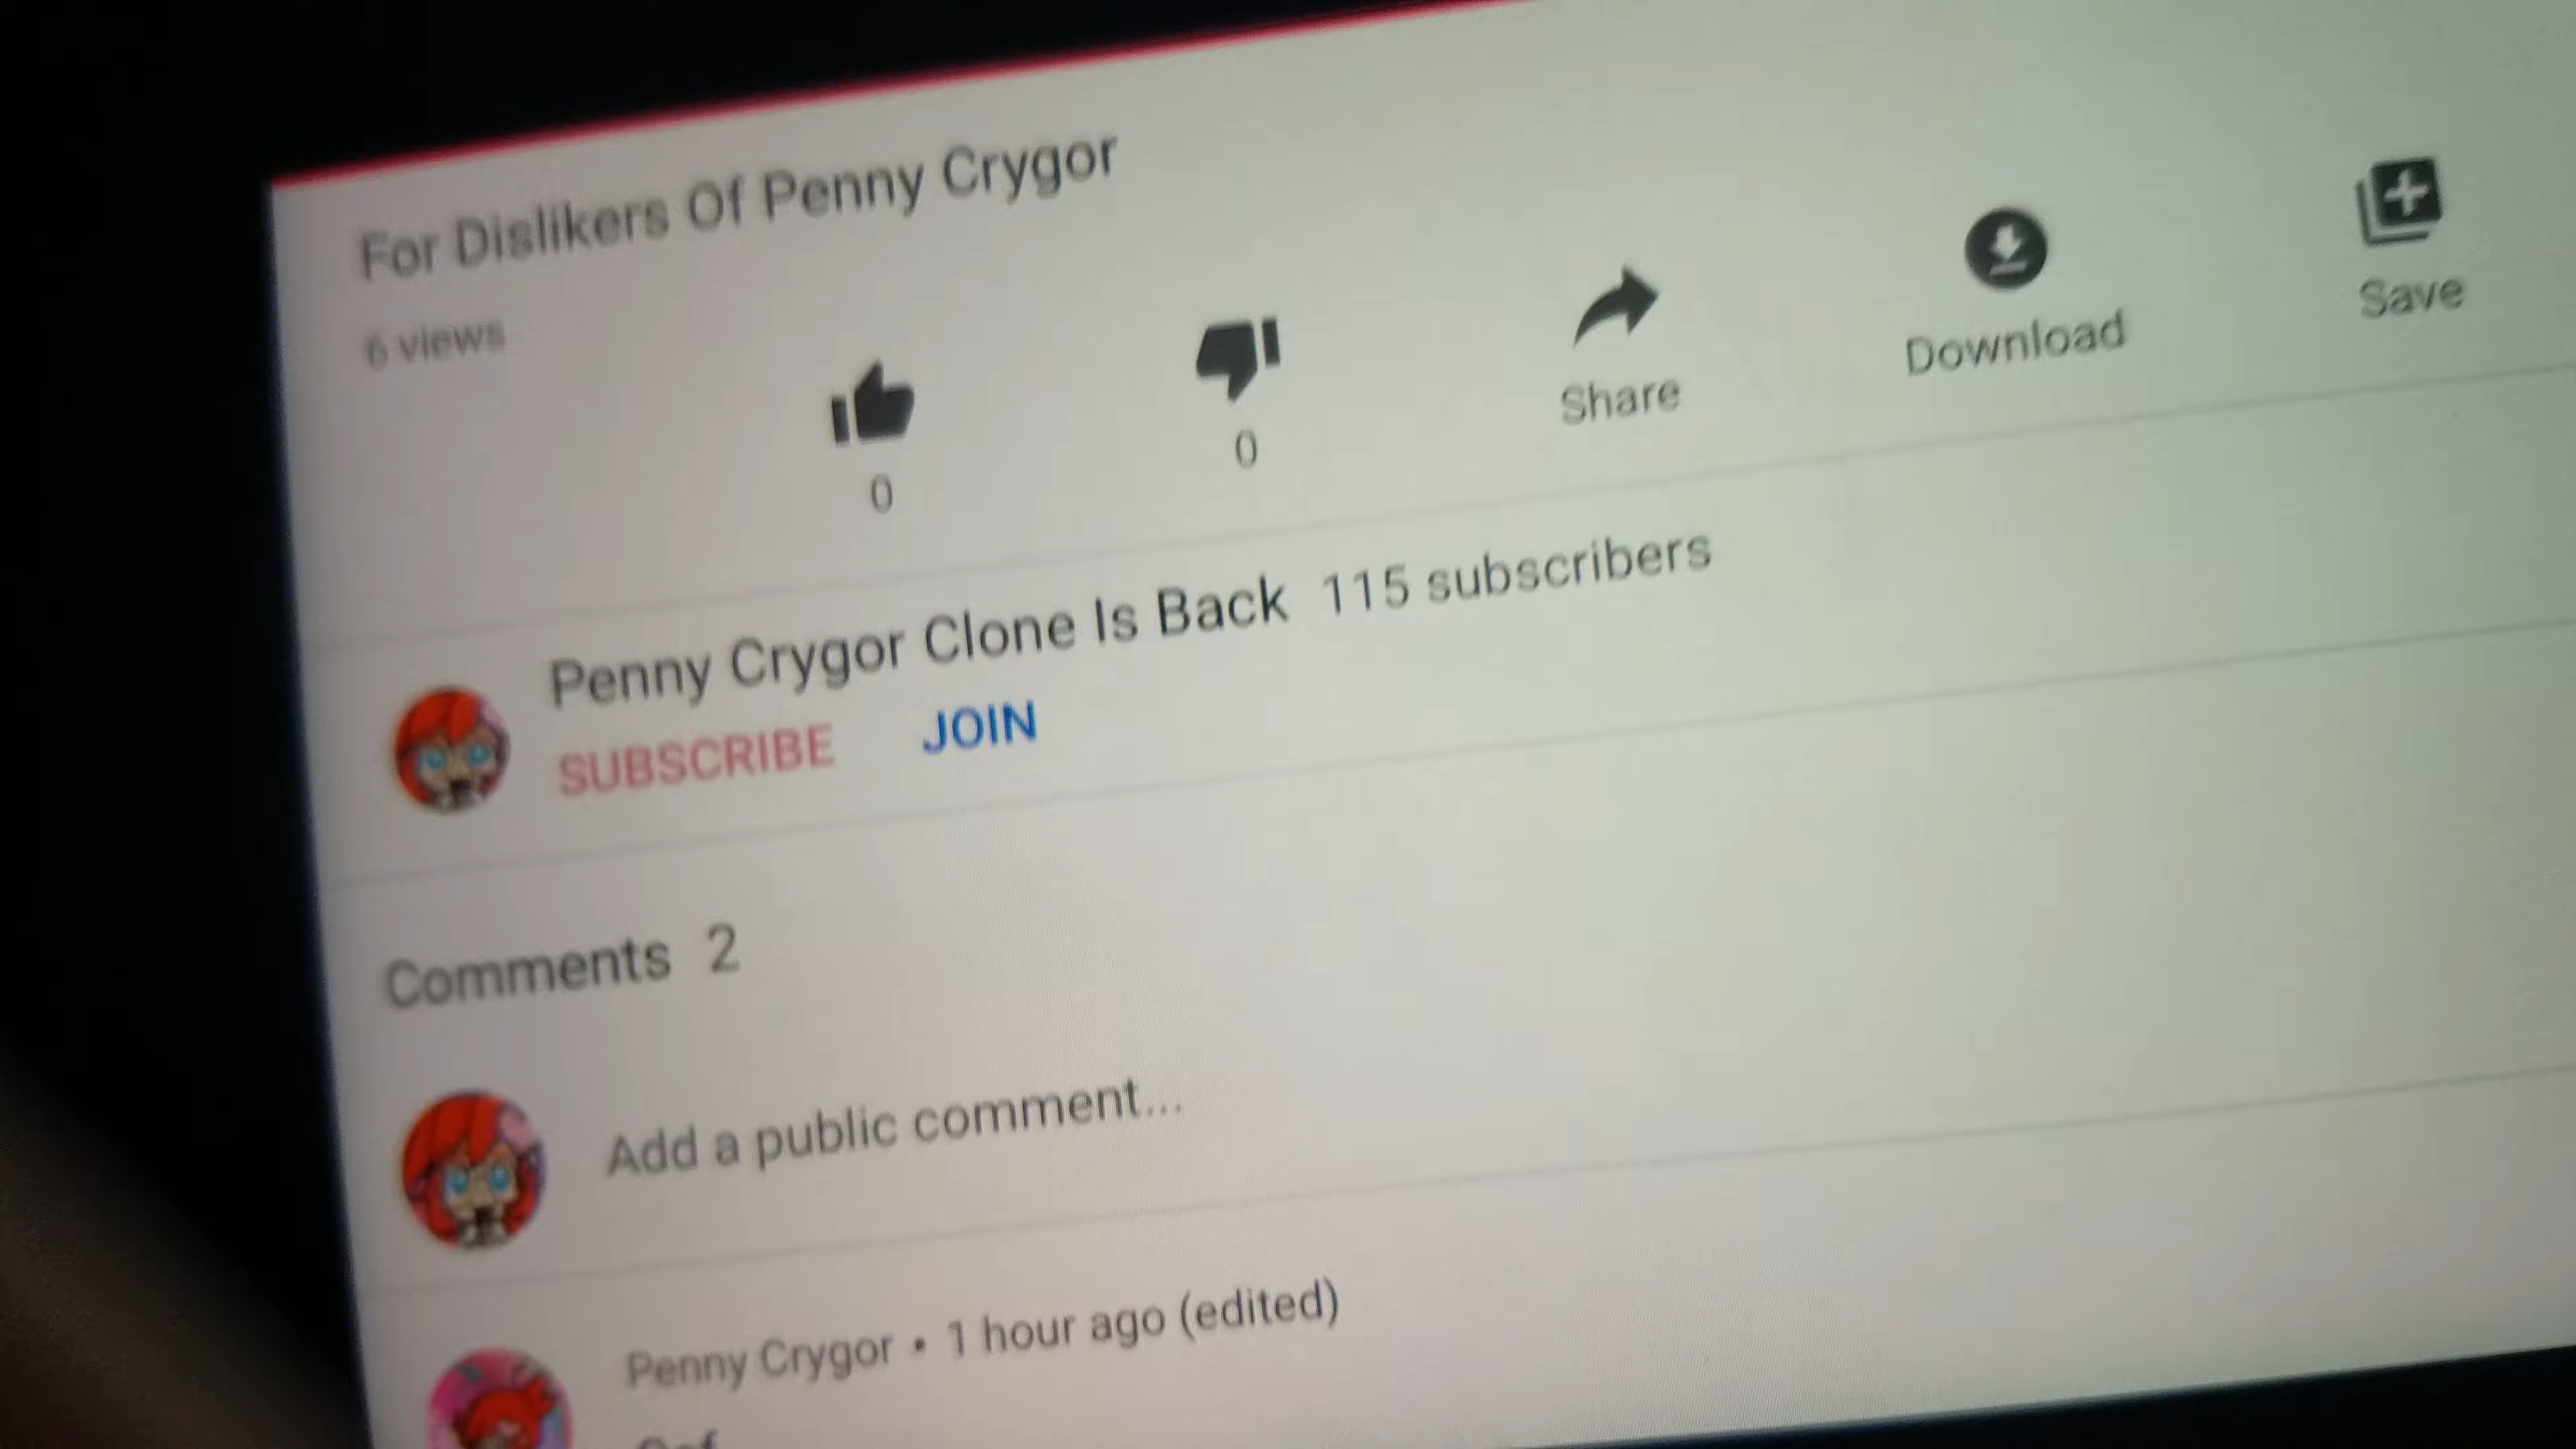 For Dislikers Of Penny Crygor
6 views
0
0
Share
Download
Save
Penny Crygor Clone Is Back 115 subscribers
SUBSCRIBE JOIN
Comments 2
Add a public comment...
Penny Crygor • 1 hour ago (edited)